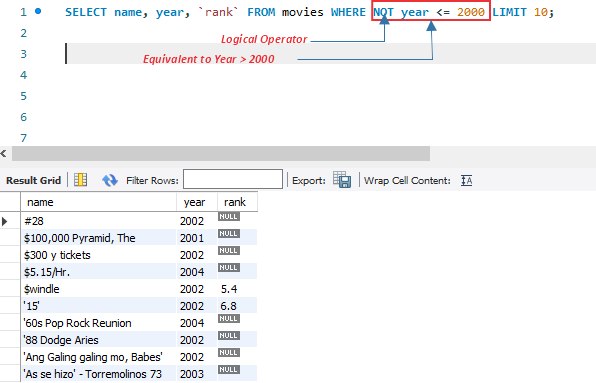 1 SELECT name, year, `rank` FROM movies WHERE NOT year <= 2000 LIMIT 10;
2 Logical Operator
3 Equivalent to Year > 2000
4
5
6
7
Result Grid Filter Rows: Export: Wrap Cell Content: IA
name year rank
#28 2002 NULL
$100,000 Pyramid, The 2001 NULL
$300 y tickets 2002 NULL
$5.15/Hr. 2004 NULL
$windle 2002 5.4
'15' 2002 6.8
'60s Pop Rock Reunion 2004 NULL
'88 Dodge Aries 2002 NULL
'Ang Galing galing mo, Babes' 2002 NULL
'As se hizo' - Torremolinos 73 2003 NULL